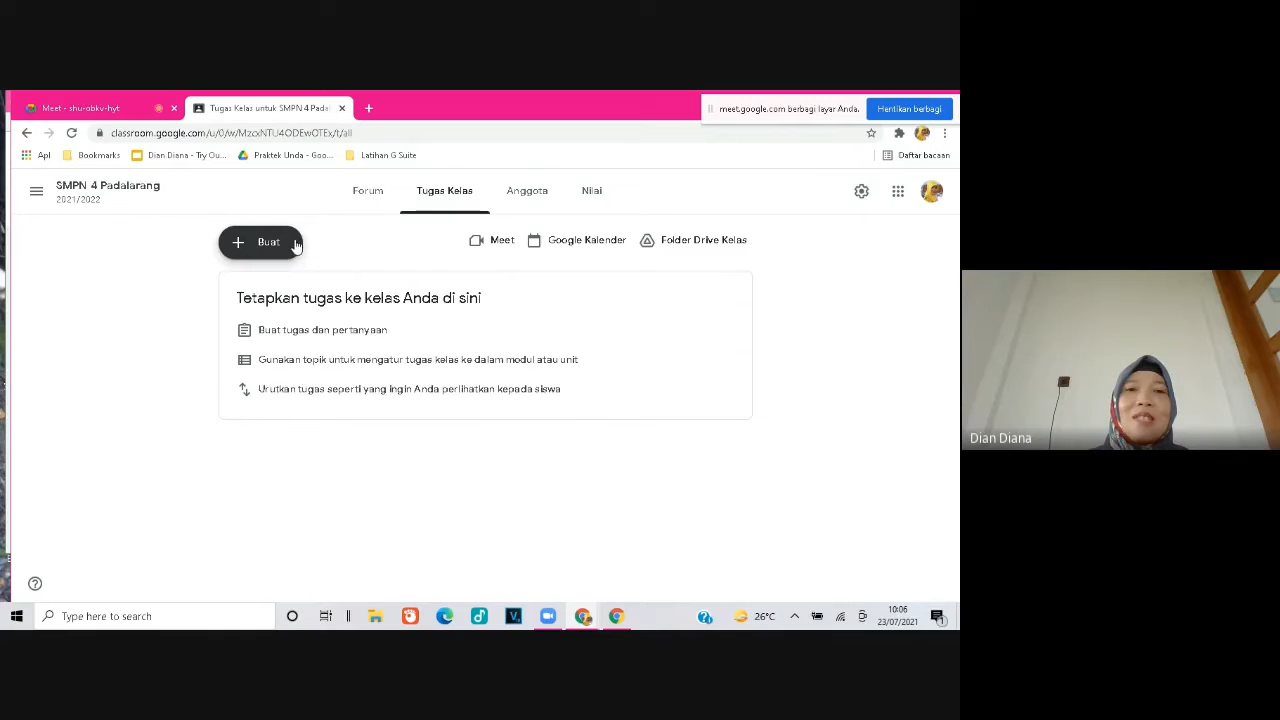 Meet - shu-obkv-hyt
Tugas Kelas untuk SMPN 4 Padal
meet.google.com berbagi layar Anda.
Hentikan berbagi
Apl
Bookmarks
Dian Diana - Try Ou...
Praktek Unda - Goo...
Latihan G Suite
Daftar bacaan
SMPN 4 Padalarang
2021/2022
Forum
Tugas Kelas
Anggota
Nilai
Buat
Meet
Google Kalender
Folder Drive Kelas
Tetapkan tugas ke kelas Anda di sini
Buat tugas dan pertanyaan
Gunakan topik untuk mengatur tugas kelas ke dalam modul atau unit
Urutkan tugas seperti yang ingin Anda perlihatkan kepada siswa
Dian Diana
Type here to search
26°C
10:06
23/07/2021